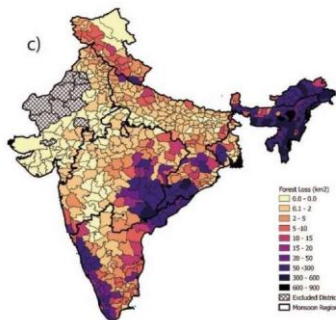 c)
Forest Loss (km2)
0.0 - 0.0
0.1 - 2
2 - 5
5 -10
10 - 15
15 - 20
20 - 50
50 -300
300 - 600
600 - 900
Excluded District
Monsoon Region